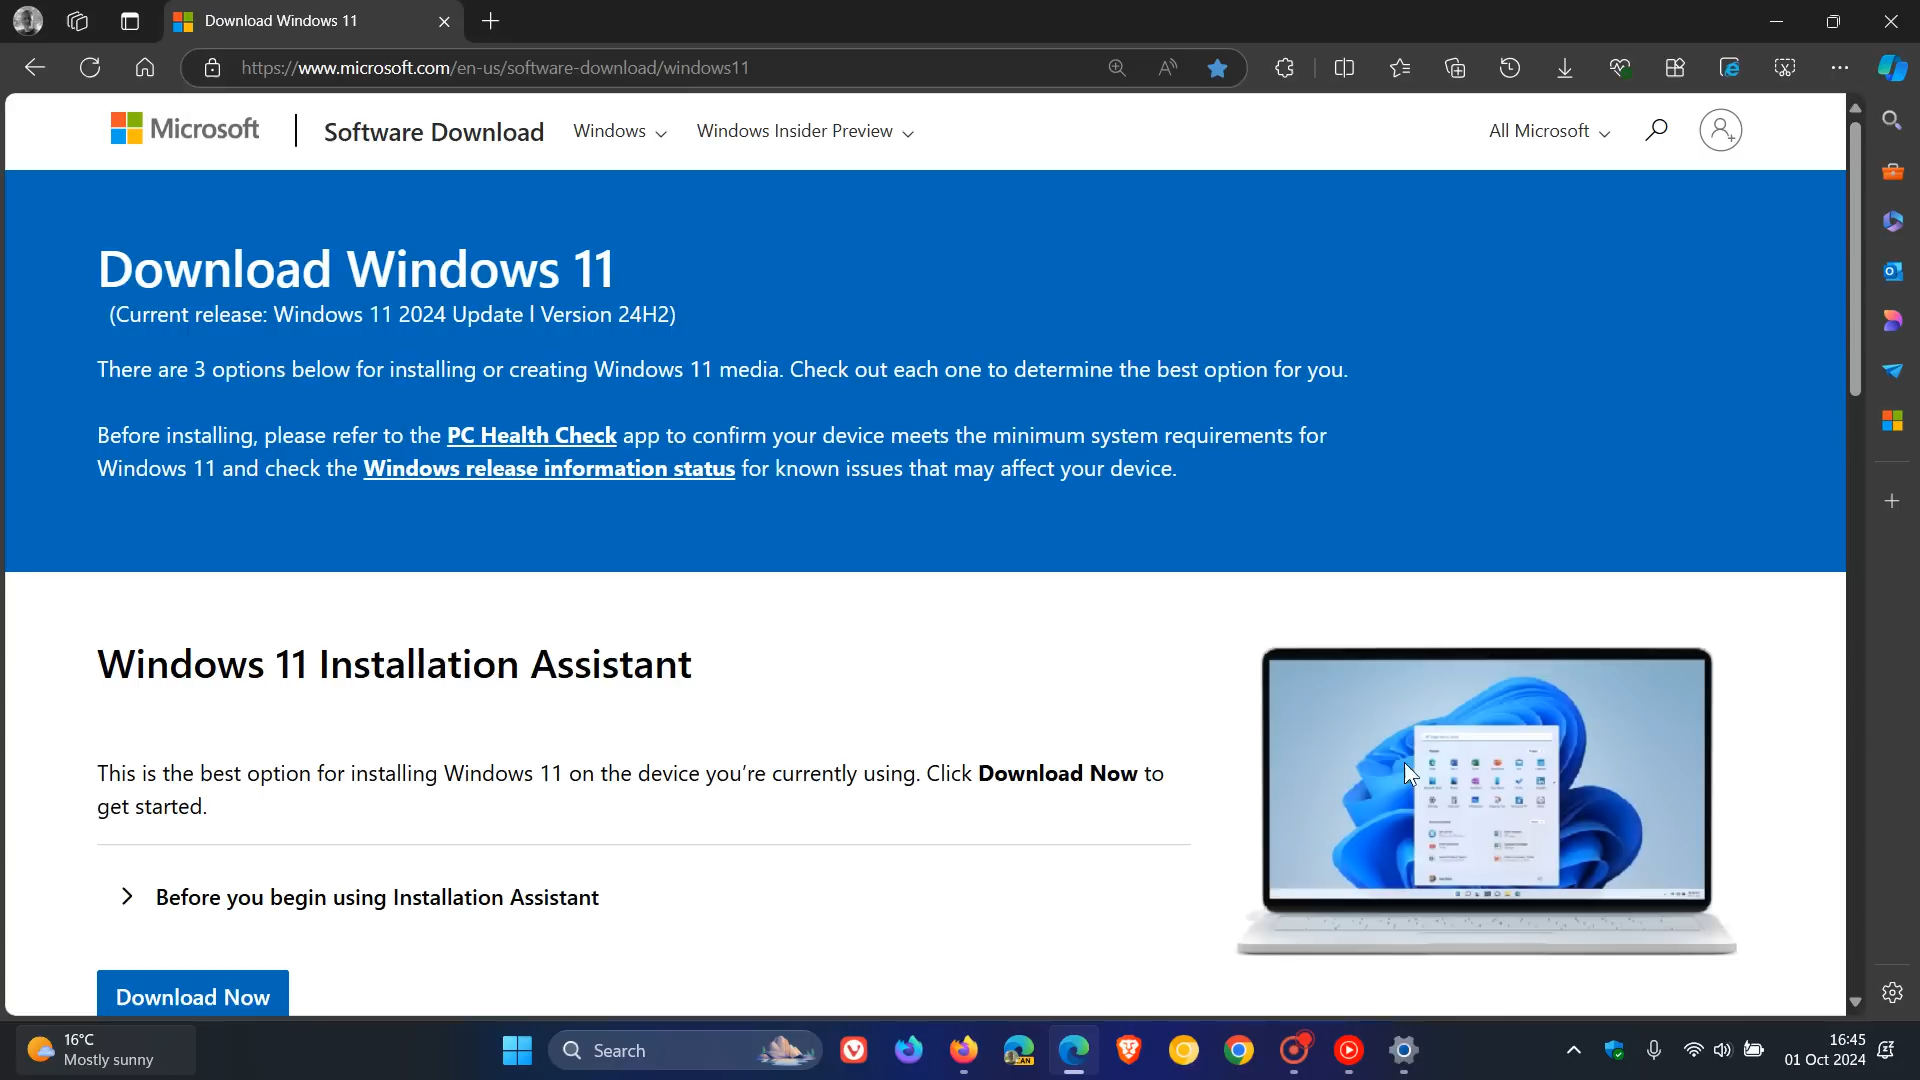 Download Windows 11
https://www.microsoft.com/en-us/software-download/windows11
Microsoft
Software Download
Windows
Windows Insider Preview
All Microsoft
Download Windows 11
(Current release: Windows 11 2024 Update l Version 24H2)
There are 3 options below for installing or creating Windows 11 media. Check out each one to determine the best option for you.
Before installing, please refer to the PC Health Check app to confirm your device meets the minimum system requirements for
Windows 11 and check the Windows release information status for known issues that may affect your device.
Windows 11 Installation Assistant
This is the best option for installing Windows 11 on the device you’re currently using. Click Download Now to
get started.
Before you begin using Installation Assistant
Download Now
16°C
Mostly sunny
Search
CAN
16:45
01 Oct 2024